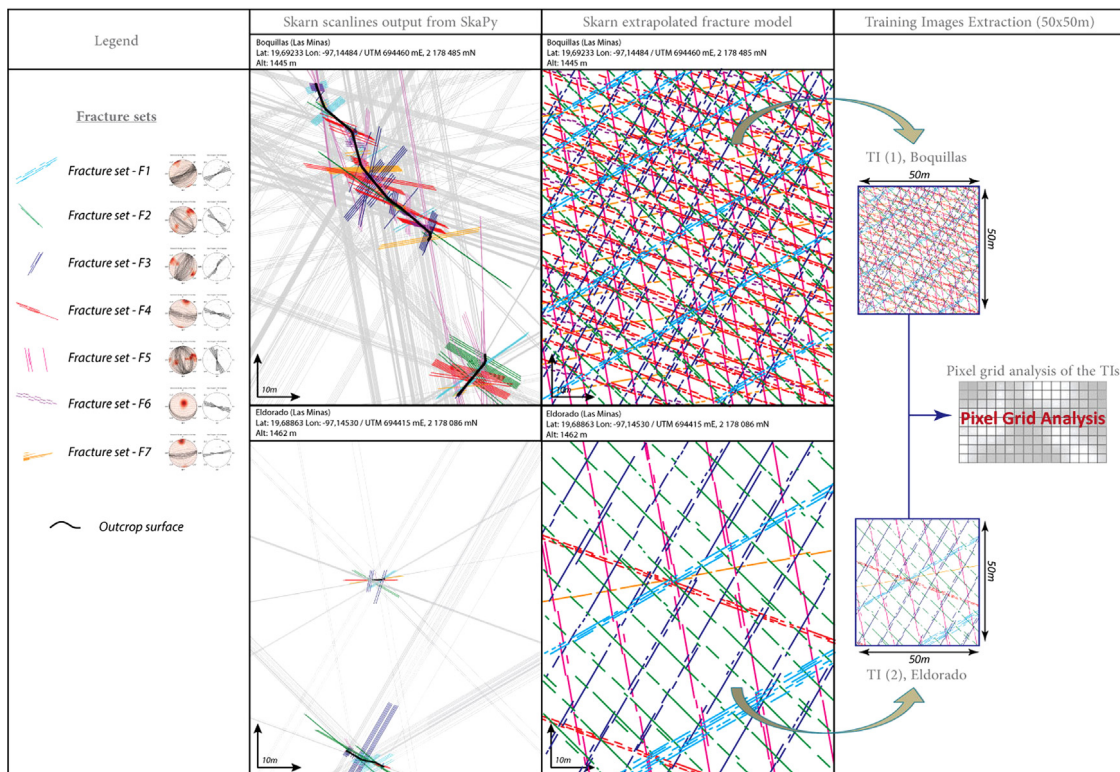 Legend
Fracture sets
Fracture set - F1
Fracture set - F2
Fracture set - F3
Fracture set - F4
Fracture set - F5
Fracture set - F6
Fracture set - F7
Outcrop surface
Skarn scanlines output from SkaPy
Boquillas (Las Minas)
Lat: 19,69233 Lon: -97,14484 / UTM 694460 mE, 2 178 485 mN
Alt: 1445 m
10m
Eldorado (Las Minas)
Lat: 19,68863 Lon: -97,14530 / UTM 694415 mE, 2 178 086 mN
Alt: 1462 m
10m
Skarn extrapolated fracture model
Boquillas (Las Minas)
Lat: 19,69233 Lon: -97,14484 / UTM 694460 mE, 2 178 485 mN
Alt: 1445 m
10m
Eldorado (Las Minas)
Lat: 19,68863 Lon: -97,14530 / UTM 694415 mE, 2 178 086 mN
Alt: 1462 m
10m
Training Images Extraction (50x50m)
TI (1), Boquillas
50m
50m
Pixel grid analysis of the TIs
Pixel Grid Analysis
50m
50m
TI (2), Eldorado